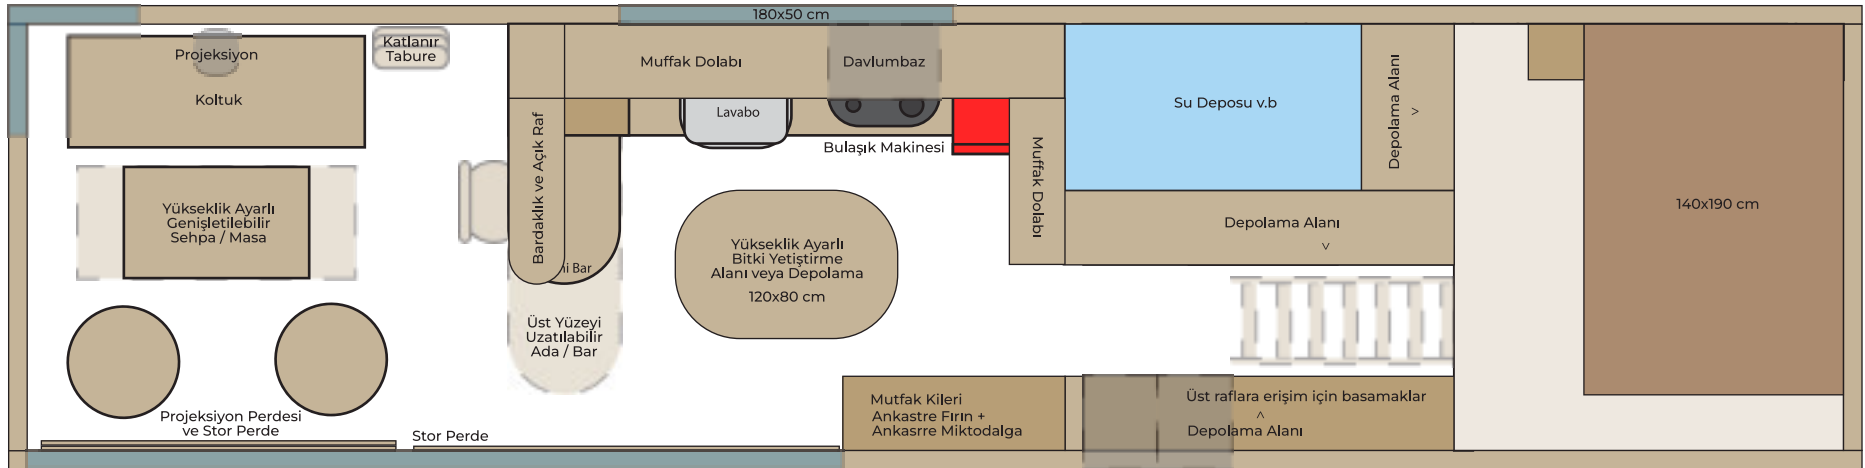 180x50 cm
Projeksiyon
Koltuk
Katlanır
Tabure
Muffak Dolabı
Davlumbaz
Lavabo
Bulaşık Makinesi
Muffak Dolabı
Su Deposu v.b
Depolama Alanı
>
Depolama Alanı
>
140x190 cm
Yükseklik Ayarlı
Genişletilebilir
Sehpa / Masa
Bardaklık ve Açık Raf
ni Bar
Üst Yüzeyi
Uzatılabilir
Ada / Bar
Yükseklik Ayarlı
Bitki Yetiştirme
Alanı veya Depolama
120x80 cm
Projeksiyon Perdesi
ve Stor Perde
Stor Perde
Mutfak Kileri
Ankastre Fırın +
Ankasrre Miktodalga
Üst raflara erişim için basamaklar
>
Depolama Alanı